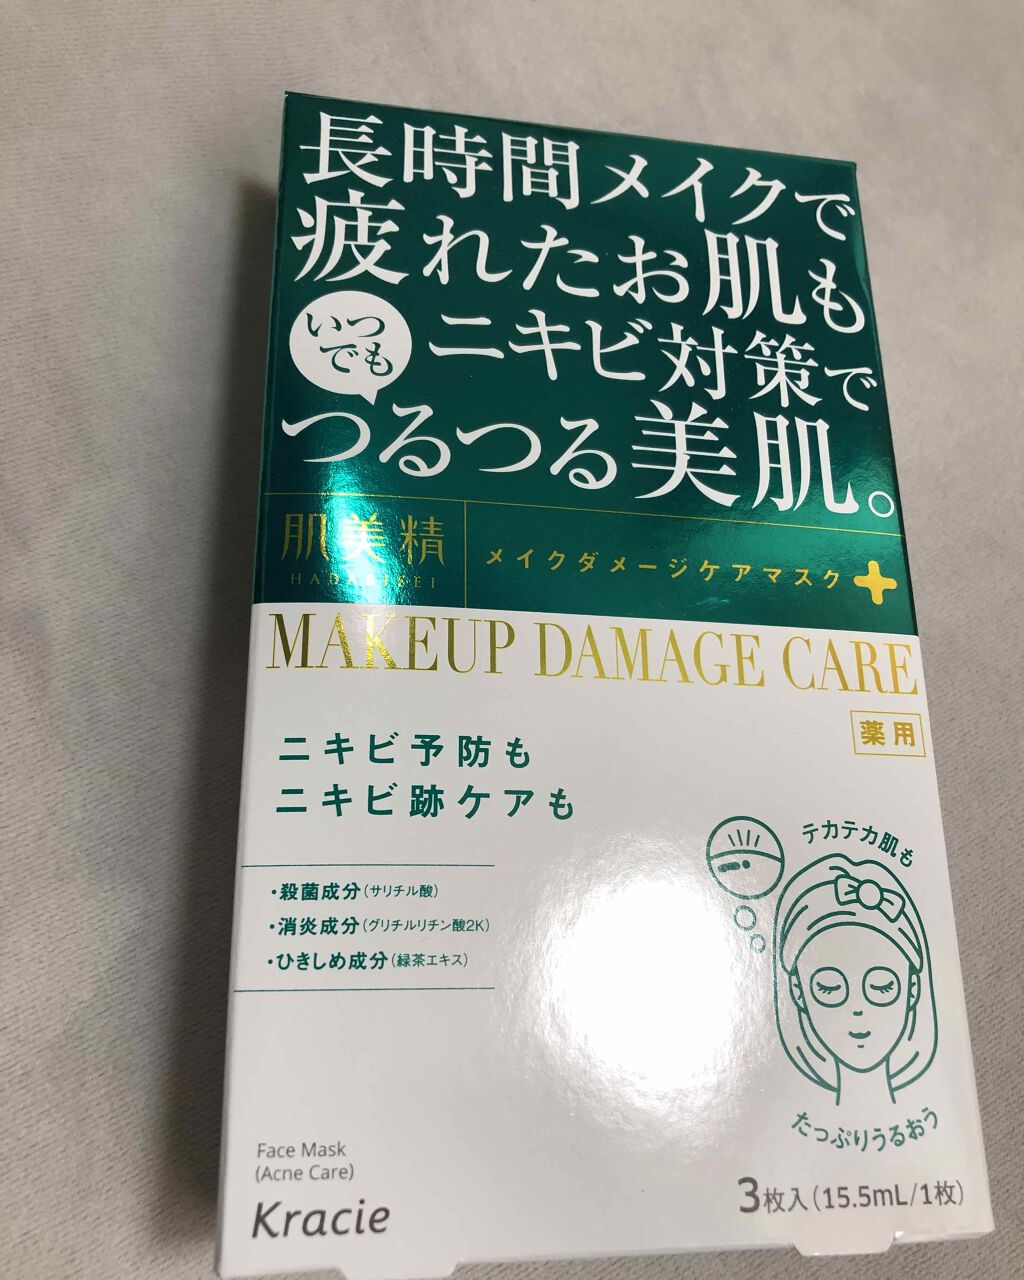 長時間メイクで
疲れたお肌も
いつ
でも
ニキビ対策で
つるつる美肌。
肌美精
HADABISEI
メイクダメージケアマスク+
MAKEUP DAMAGE CARE
薬用
ニキビ予防も
ニキビ跡ケアも
・殺菌成分(サリチル酸)
・消炎成分(グリチルリチン酸2K)
・ひきしめ成分(緑茶エキス)
テカテカ肌も
たっぷりうるおう
Face Mask
(Acne Care)
Kracie
3枚入(15.5mL/1枚)